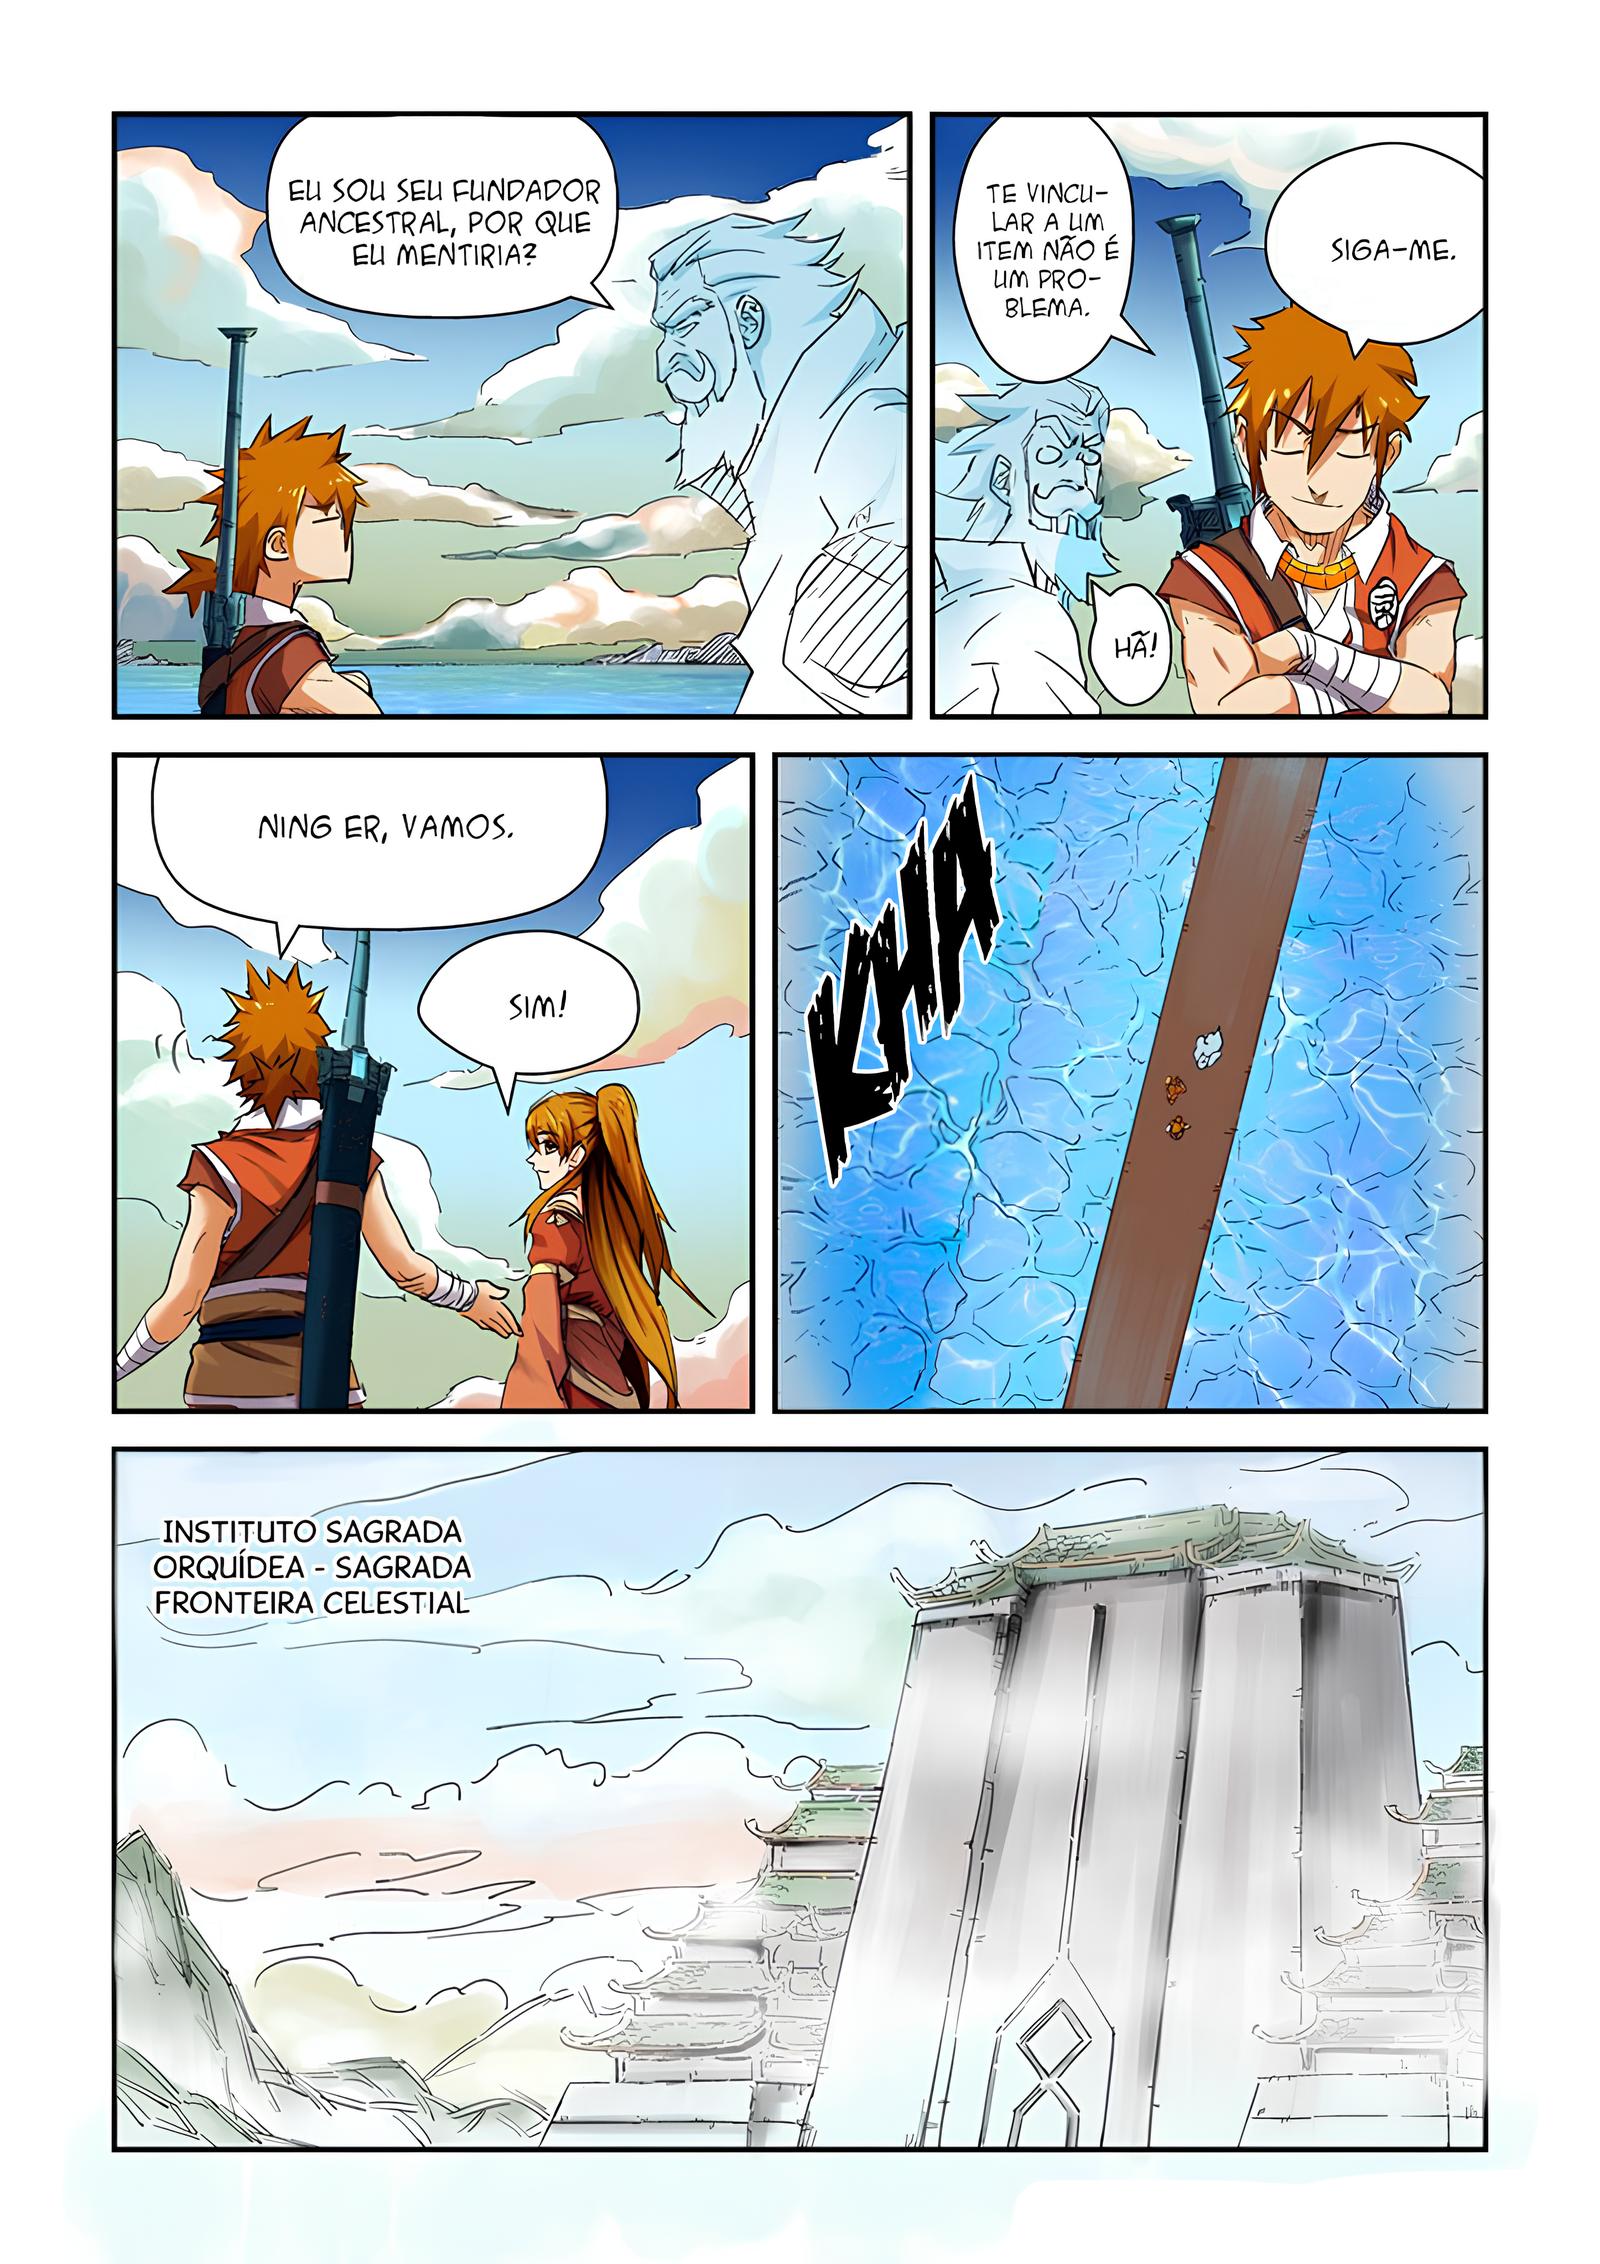 EU SOU SEU FUNDADOR
ANCESTRAL, POR QUE
EU MENTIRIA?
TE VINCU-
LAR A UM
ITEM NÃO É
UM PRO-
BLEMA.
SIGA-ME.
HÃ!
NING ER, VAMOS.
SIM!
KHA
INSTITUTO SAGRADA
ORQUÍDEA - SAGRADA
FRONTEIRA CELESTIAL